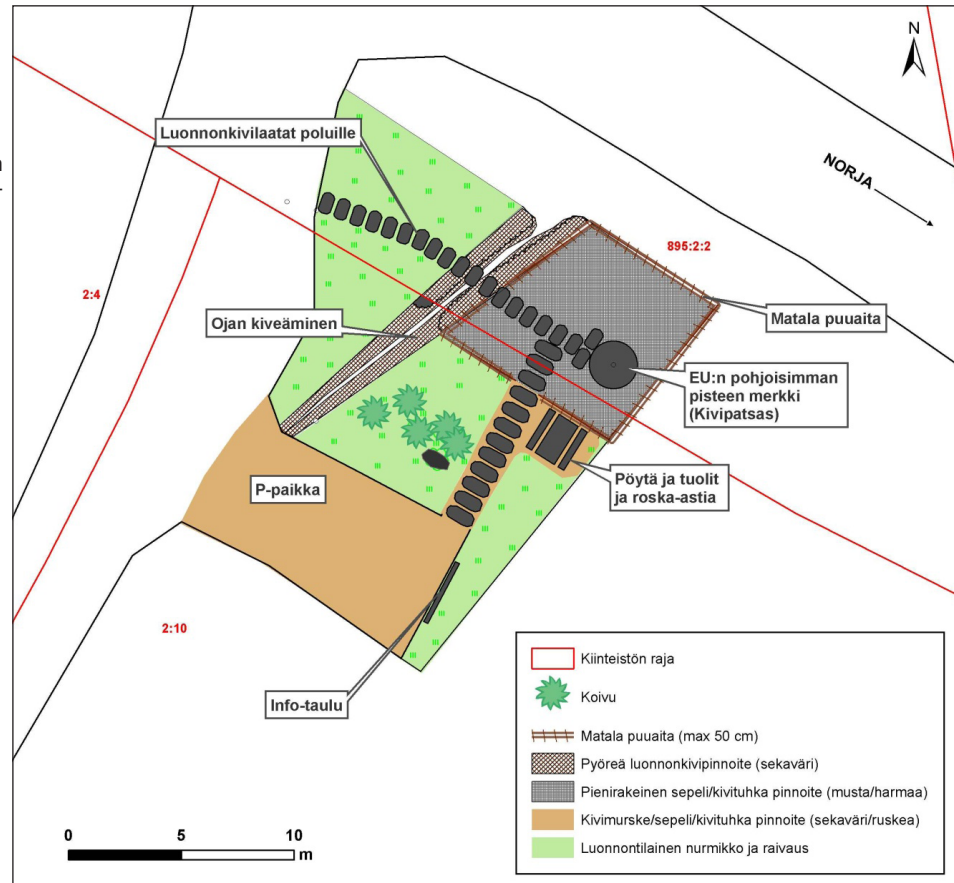 N
NORJA
Luonnonkivilaatat poluille
895:2:2
2:4
Matala puuaita
Ojan kiveäminen
EU:n pohjoisimman
pisteen merkki
(Kivipatsas)
P-paikka
Pöytä ja tuolit
ja roska-astia
2:10
Info-taulu
Kiinteistön raja
Koivu
Matala puuaita (max 50 cm)
Pyöreä luonnonkivipinnoite (sekaväri)
Pienirakeinen sepeli/kivituhka pinnoite (musta/harmaa)
Kivimurske/sepeli/kivituhka pinnoite (sekaväri/ruskea)
Luonnontilainen nurmikko ja raivaus
0 5 10
m